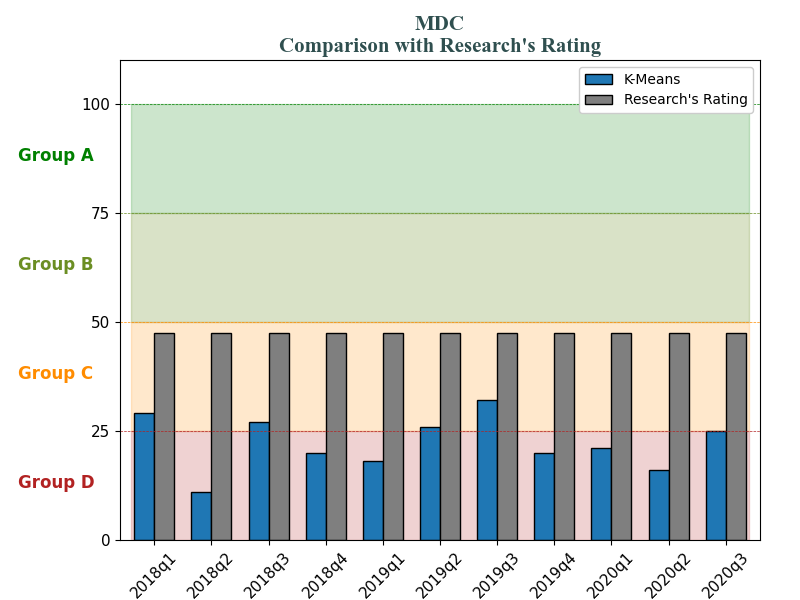 MDC
Comparison with Research's Rating
K-Means
Research's Rating
100
Group A
75
Group B
50
Group C
25
Group D
0
2018q1
2018q2
2018q3
2018q4
2019q1
2019q2
2019q3
2019q4
2020q1
2020q2
2020q3